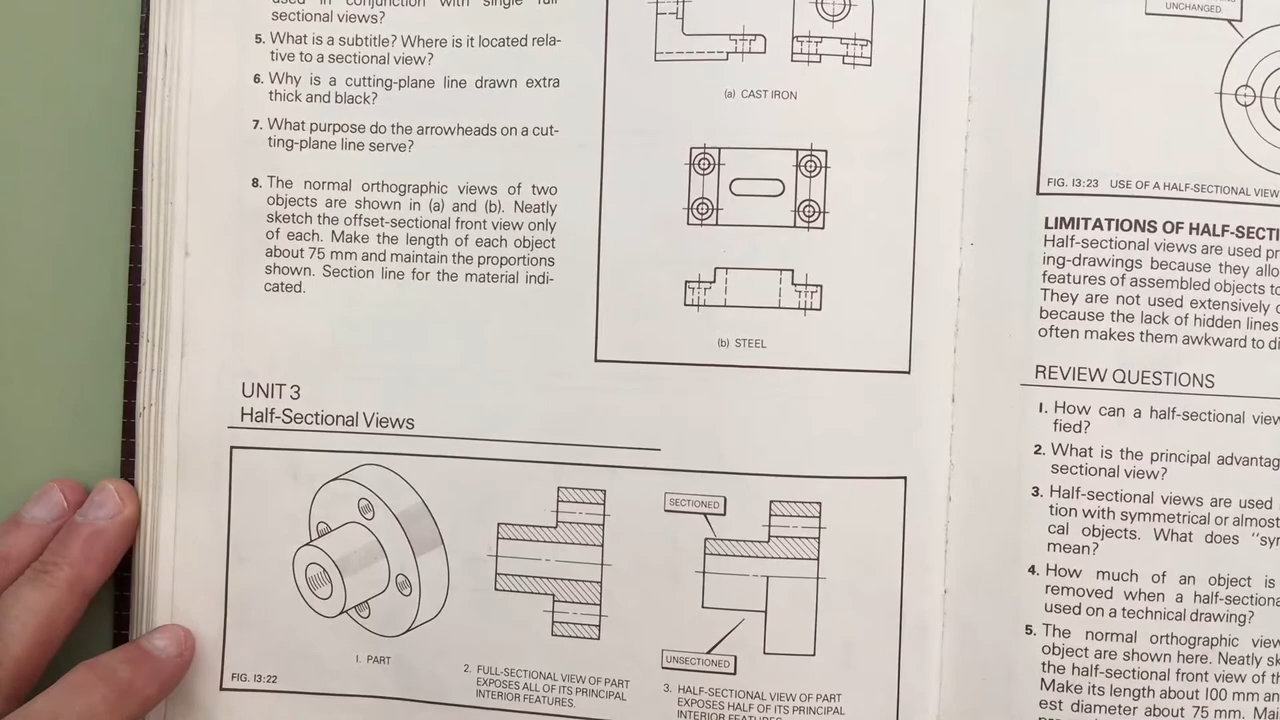 used in conjunction with single full
sectional views?
5. What is a subtitle? Where is it located rela-
tive to a sectional view?
6. Why is a cutting-plane line drawn extra
thick and black?
7. What purpose do the arrowheads on a cut-
ting-plane line serve?
8. The normal orthographic views of two
objects are shown in (a) and (b). Neatly
sketch the offset-sectional front view only
of each. Make the length of each object
about 75 mm and maintain the proportions
shown. Section line for the material indi-
cated.
(a) CAST IRON
(b) STEEL
UNIT 3
Half-Sectional Views
SECTIONED
UNSECTIONED
1. PART
2. FULL-SECTIONAL VIEW OF PART
EXPOSES ALL OF ITS PRINCIPAL
INTERIOR FEATURES.
3. HALF-SECTIONAL VIEW OF PART
EXPOSES HALF OF ITS PRINCIPAL
INTERIOR FEATURES.
FIG. 13:22
UNCHANGED.
FIG. 13:23 USE OF A HALF-SECTIONAL VIEW
LIMITATIONS OF HALF-SECTI
Half-sectional views are used pr
ing-drawings because they allo
features of assembled objects to
They are not used extensively
because the lack of hidden lines
often makes them awkward to di
REVIEW QUESTIONS
1. How can a half-sectional view
fied?
2. What is the principal advantag
sectional view?
3. Half-sectional views are used
tion with symmetrical or almost
cal objects. What does "sy
mean?
4. How much of an object is
removed when a half-sectiona
used on a technical drawing?
5. The normal orthographic view
object are shown here. Neatly sk
the half-sectional front view of th
Make its length about 100 mm an
est diameter about 75 mm. Mai